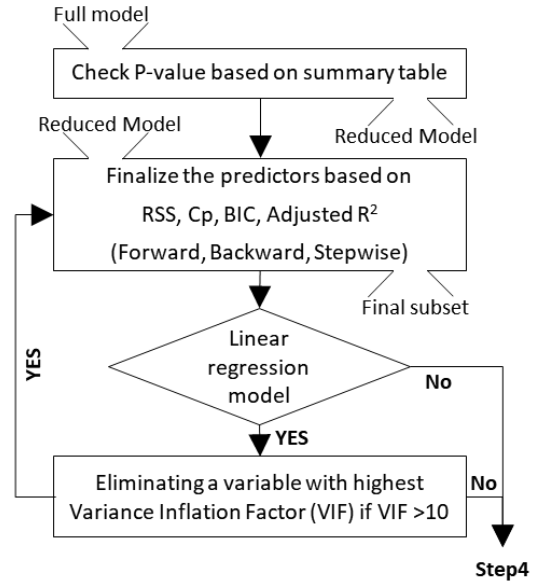 Full model
Check P-value based on summary table
Reduced Model
Reduced Model
Finalize the predictors based on
RSS, Cp, BIC, Adjusted R²
(Forward, Backward, Stepwise)
Final subset
Linear
regression
model
No
YES
YES
Eliminating a variable with highest
Variance Inflation Factor (VIF) if VIF >10
No
Step4